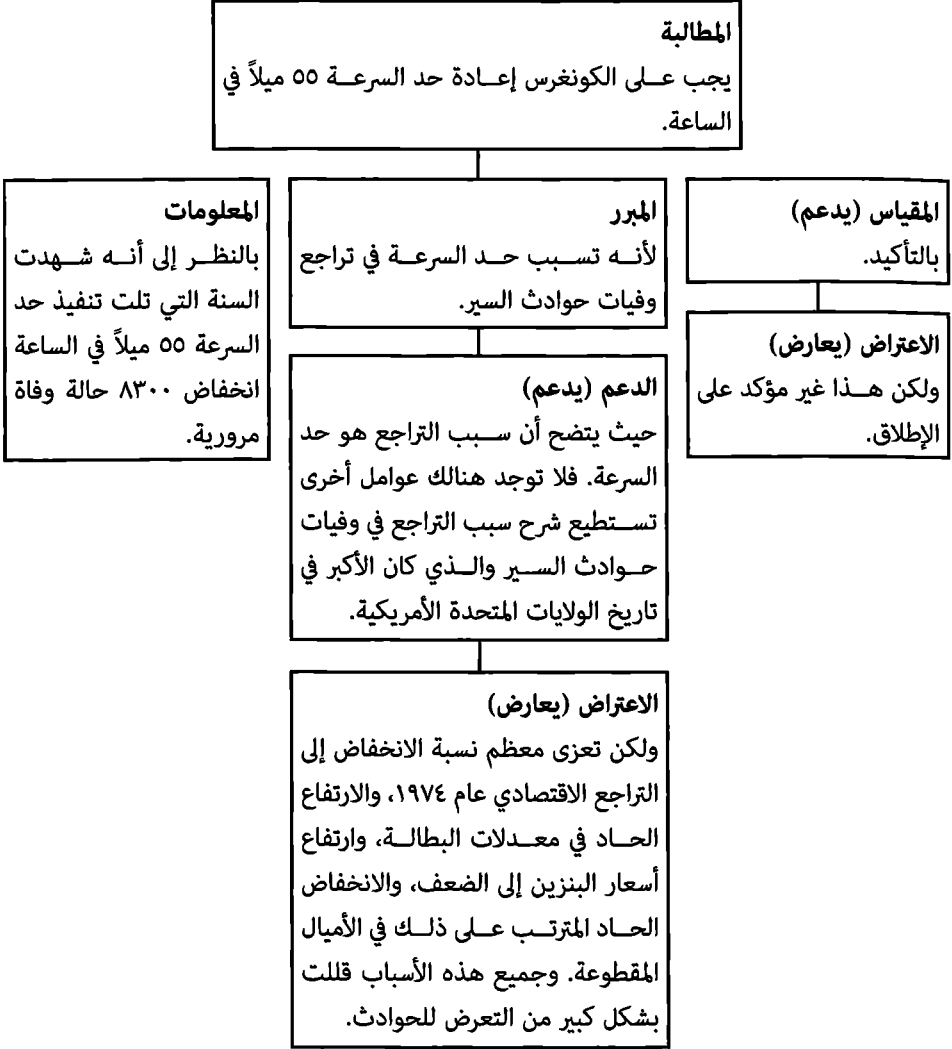 المطالبة
يجب على الكونغرس إعادة حد السرعة ٥٥ ميلاً في
الساعة.
المقياس (يدعم)
بالتأكيد.
الاعتراض (يعارض)
ولكن هذا غير مؤكد على
الإطلاق.
المبرر
لأنه تسبب حد السرعة في تراجع
وفيات حوادث السير.
الدعم (يدعم)
حيث يتضح أن سبب التراجع هو حد
السرعة. فلا توجد هنالك عوامل أخرى
تستطيع شرح سبب التراجع في وفيات
حوادث السير والذي كان الأكبر في
تاريخ الولايات المتحدة الأمريكية.
الاعتراض (يعارض)
ولكن تعزى معظم نسبة الانخفاض إلى
التراجع الاقتصادي عام ١٩٧٤، والارتفاع
الحاد في معدلات البطالة، وارتفاع
أسعار البنزين إلى الضعف، والانخفاض
الحاد المترتب على ذلك في الأميال
المقطوعة. وجميع هذه الأسباب قللت
بشكل كبير من التعرض للحوادث.
المعلومات
بالنظر إلى أنه شهدت
السنة التي تلت تنفيذ حد
السرعة ٥٥ ميلاً في الساعة
انخفاض ٨٣٠٠ حالة وفاة
مرورية.